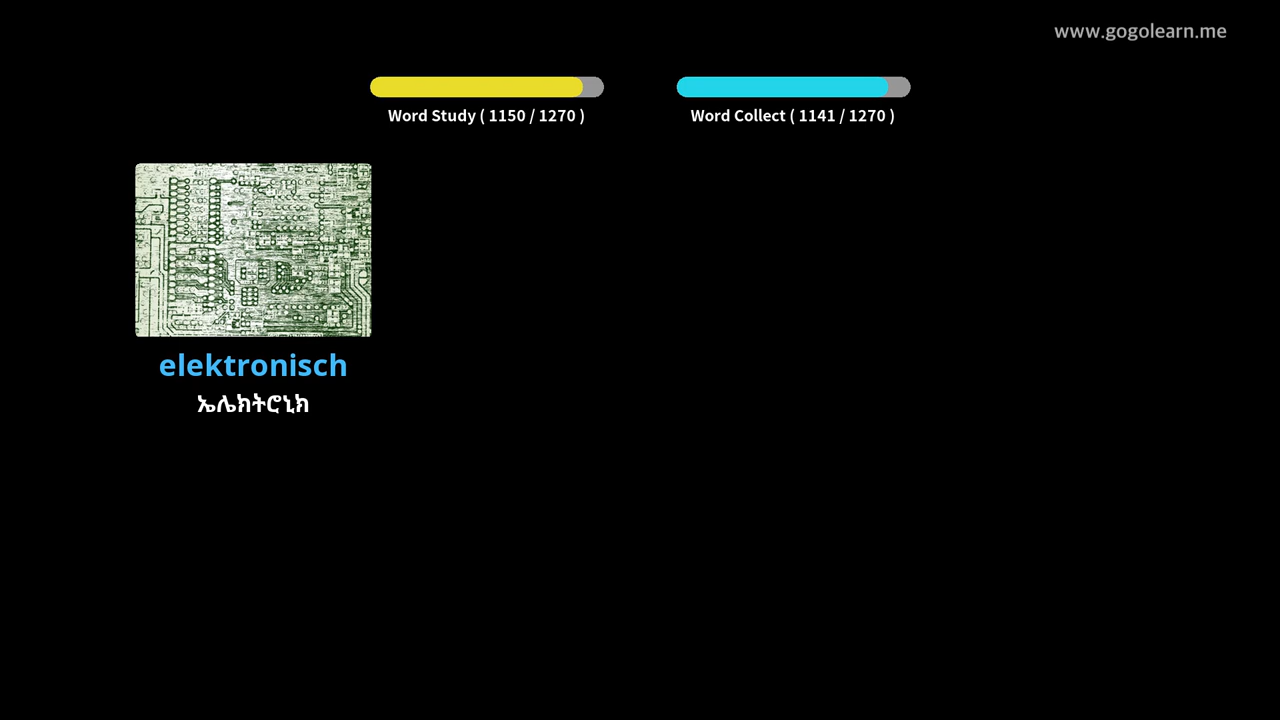 www.gogolearn.me
Word Study ( 1150 / 1270 )
Word Collect ( 1141 / 1270 )
elektronisch
ኤሌክትሮኒክ